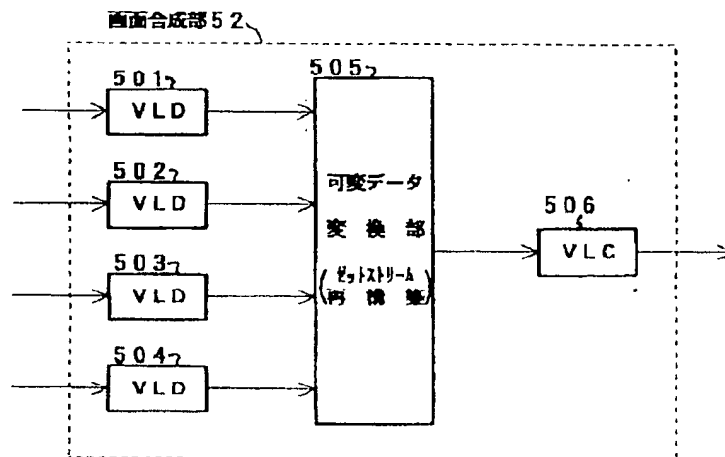 画面合成部52
501
VLD
502
VLD
503
VLD
504
VLD
505
可変データ
変換部
(ビットストリーム
再構築)
506
VLC